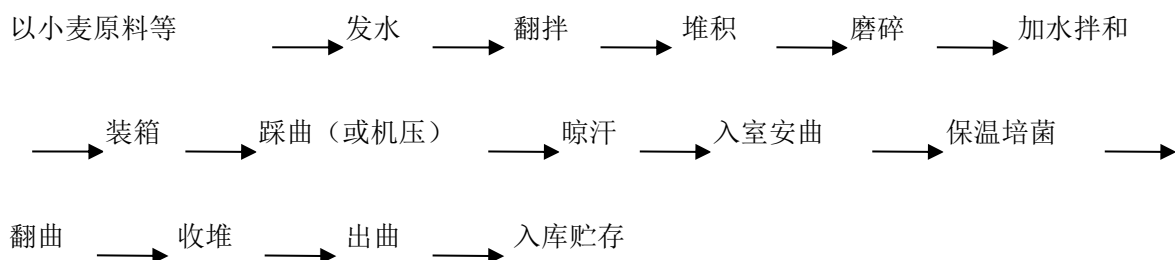 以小麦原料等 发水 翻拌 堆积 磨碎 加水拌和
装箱 踩曲（或机压） 晾汗 入室安曲 保温培菌
翻曲 收堆 出曲 入库贮存